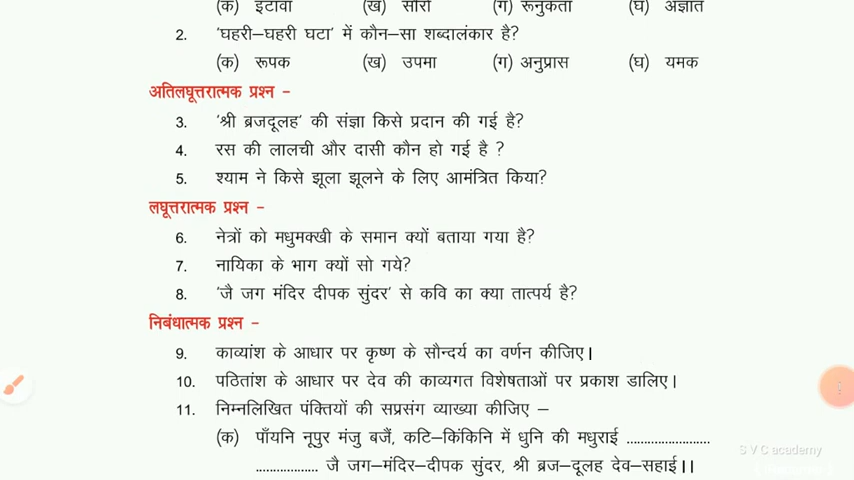 (क) इटावा (ख) सोरों (ग) रूनुकता (घ) अज्ञात
2. 'घहरी–घहरी घटा' में कौन–सा शब्दालंकार है?
(क) रूपक (ख) उपमा (ग) अनुप्रास (घ) यमक
अतिलघूत्तरात्मक प्रश्न –
3. 'श्री ब्रजदूलह' की संज्ञा किसे प्रदान की गई है?
4. रस की लालची और दासी कौन हो गई है ?
5. श्याम ने किसे झूला झूलने के लिए आमंत्रित किया?
लघूत्तरात्मक प्रश्न –
6. नेत्रों को मधुमक्खी के समान क्यों बताया गया है?
7. नायिका के भाग क्यों सो गये?
8. 'जै जग मंदिर दीपक सुंदर' से कवि का क्या तात्पर्य है?
निबंधात्मक प्रश्न –
9. काव्यांश के आधार पर कृष्ण के सौन्दर्य का वर्णन कीजिए।
10. पठितांश के आधार पर देव की काव्यगत विशेषताओं पर प्रकाश डालिए।
11. निम्नलिखित पंक्तियों की सप्रसंग व्याख्या कीजिए –
(क) पाँयनि नूपुर मंजु बजैं, कटि–किंकिनि में धुनि की मधुराई ........................
.................. जै जग–मंदिर–दीपक सुंदर, श्री ब्रज–दूलह देव–सहाई।।
S V C academy